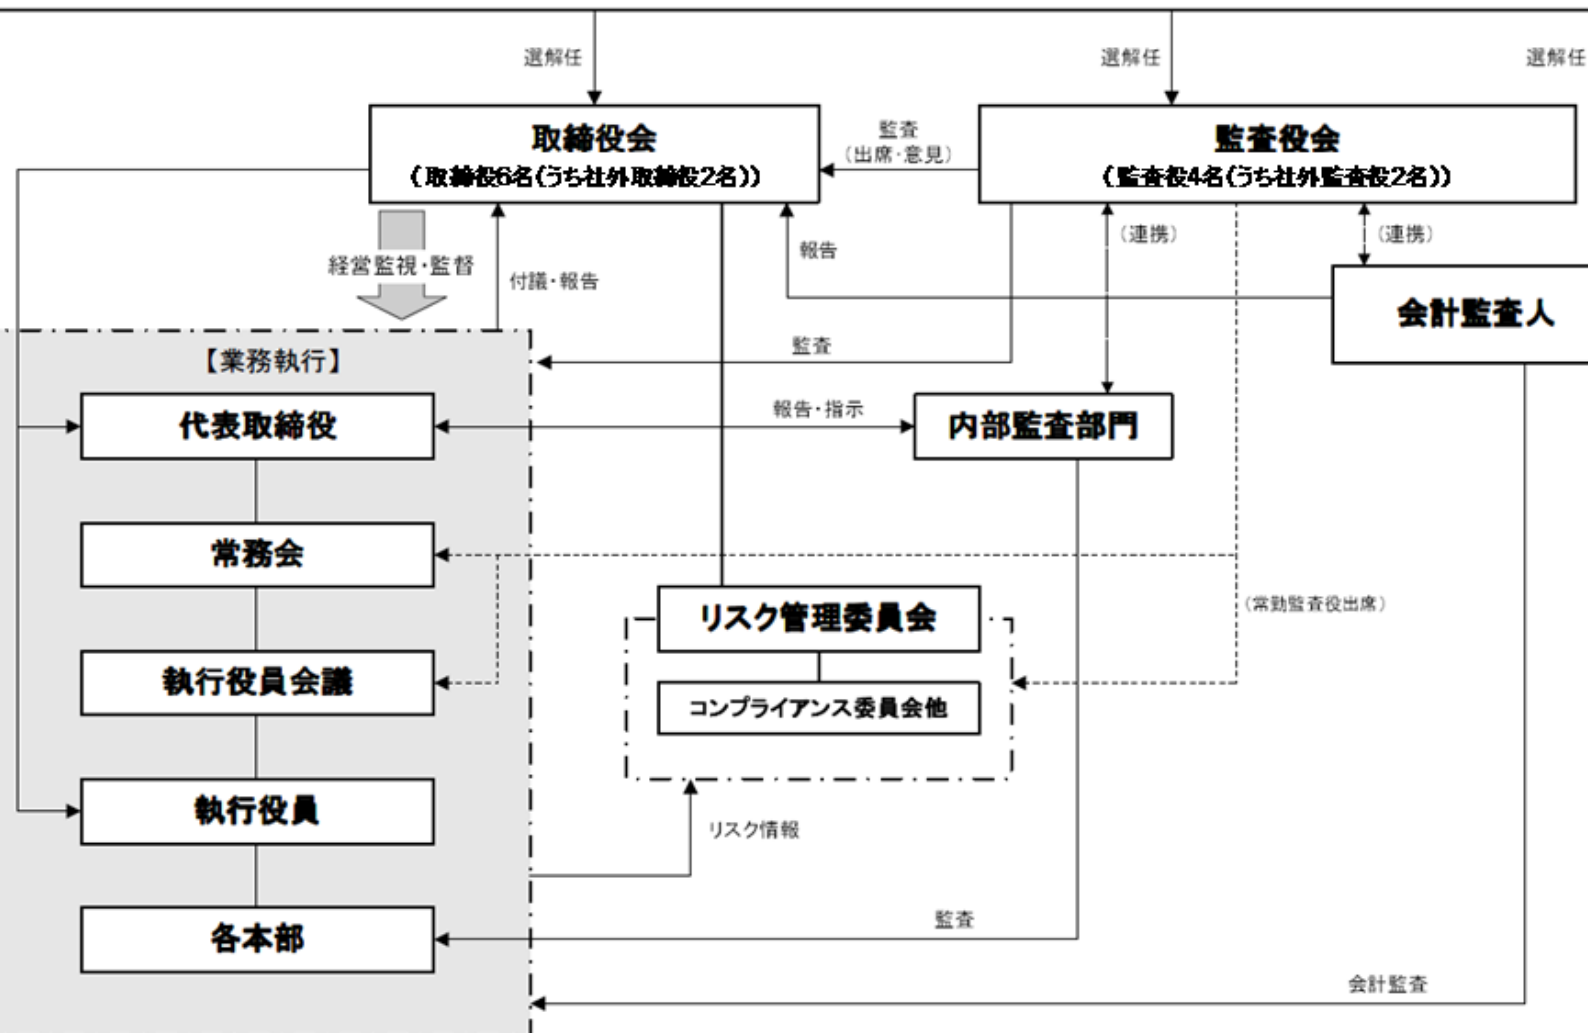 選解任
選解任
選解任
取締役会
(取締役6名(うち社外取締役2名))
監査
(出席・意見)
監査役会
(監査役4名(うち社外監査役2名))
経営監視・監督
付議・報告
報告
(連携)
(連携)
会計監査人
【業務執行】
監査
代表取締役
報告・指示
内部監査部門
常務会
リスク管理委員会
(常勤監査役出席)
執行役員会議
コンプライアンス委員会他
執行役員
リスク情報
各本部
監査
会計監査